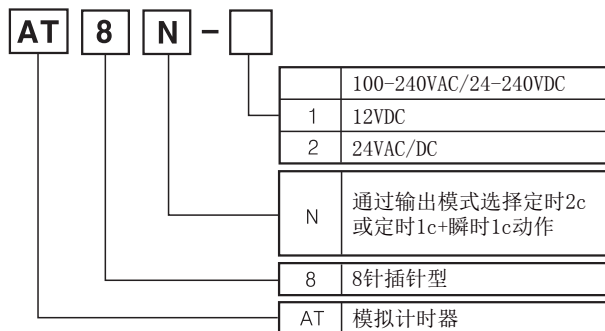 AT 8 N -
100-240VAC/24-240VDC
1 12VDC
2 24VAC/DC
N 通过输出模式选择定时2c
或定时1c+瞬时1c动作
8 8针插针型
AT 模拟计时器